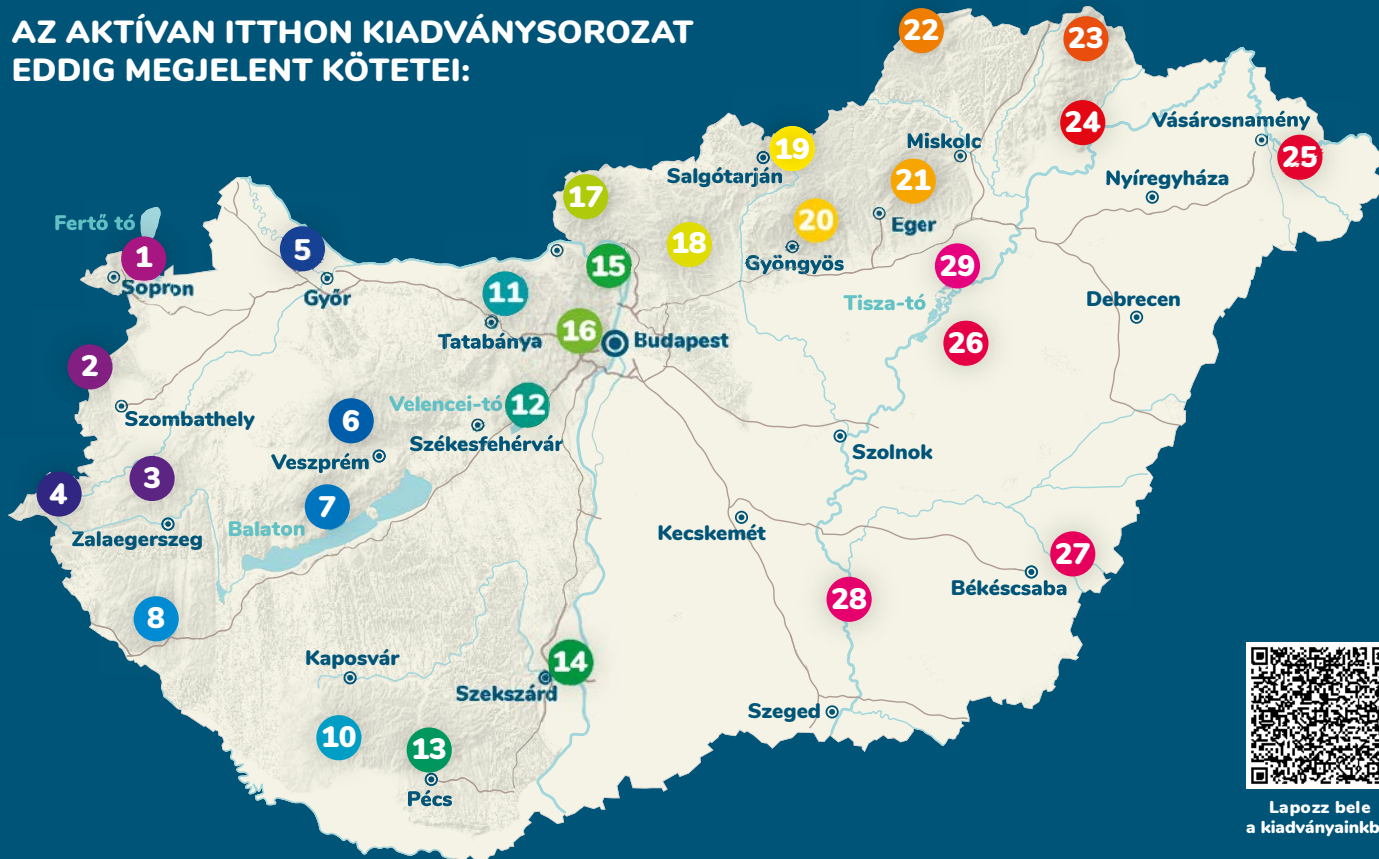 AZ AKTÍVAN ITTHON KIADVÁNYSOROZAT
EDDIG MEGJELENT KÖTETEI:
22
23
24
Vásárosnamény
25
Miskolc
19
Salgótarján
21
Nyíregyháza
17
Fertő tó
20
Eger
18
5
1
Sopron
Győr
15
Gyöngyös
29
11
Tisza-tó
Debrecen
16
Tatabánya
Budapest
26
2
Velencei-tó
12
Szombathely
6
Székesfehérvár
Veszprém
Szolnok
3
4
7
Balaton
Zalaegerszeg
Kecskemét
27
Békéscsaba
28
8
Kaposvár
14
Szekszárd
Szeged
10
13
Pécs
Lapozz bele
a kiadványainkb